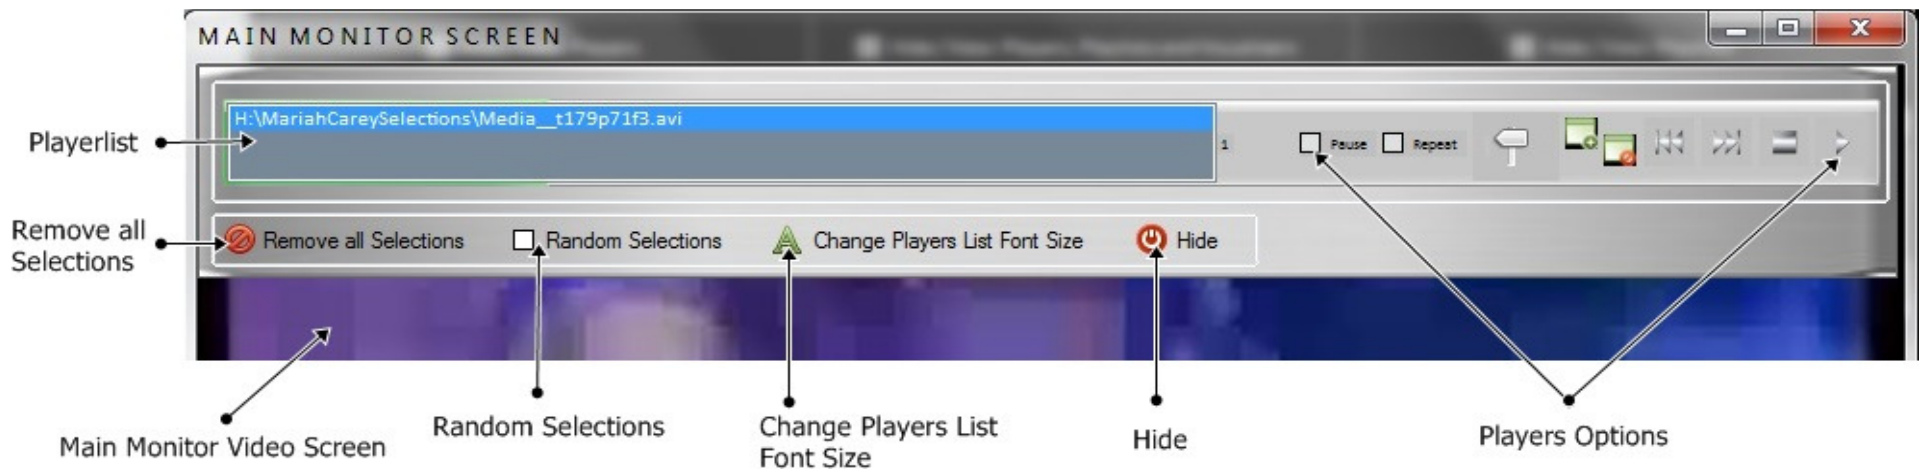 MAIN MONITOR SCREEN
H:\MariahCareySelections\Media__t179p71f3.avi
Playerlist
1
Pause
Repeat
Remove all
Selections
Remove all Selections
Random Selections
Change Players List Font Size
Hide
Main Monitor Video Screen
Random Selections
Change Players List
Font Size
Hide
Players Options